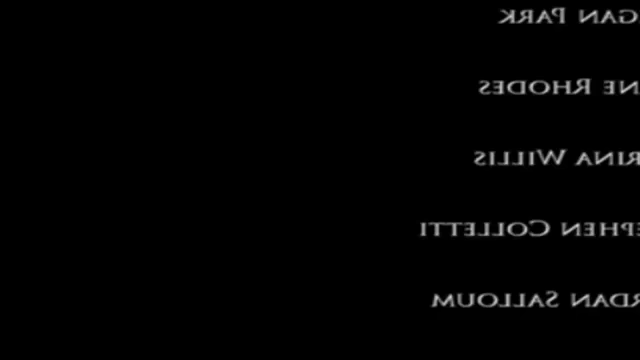 GAN PARK
NE RHODES
RINA WILLIS
EPHEN COLLETTI
RDAN SALLOUM